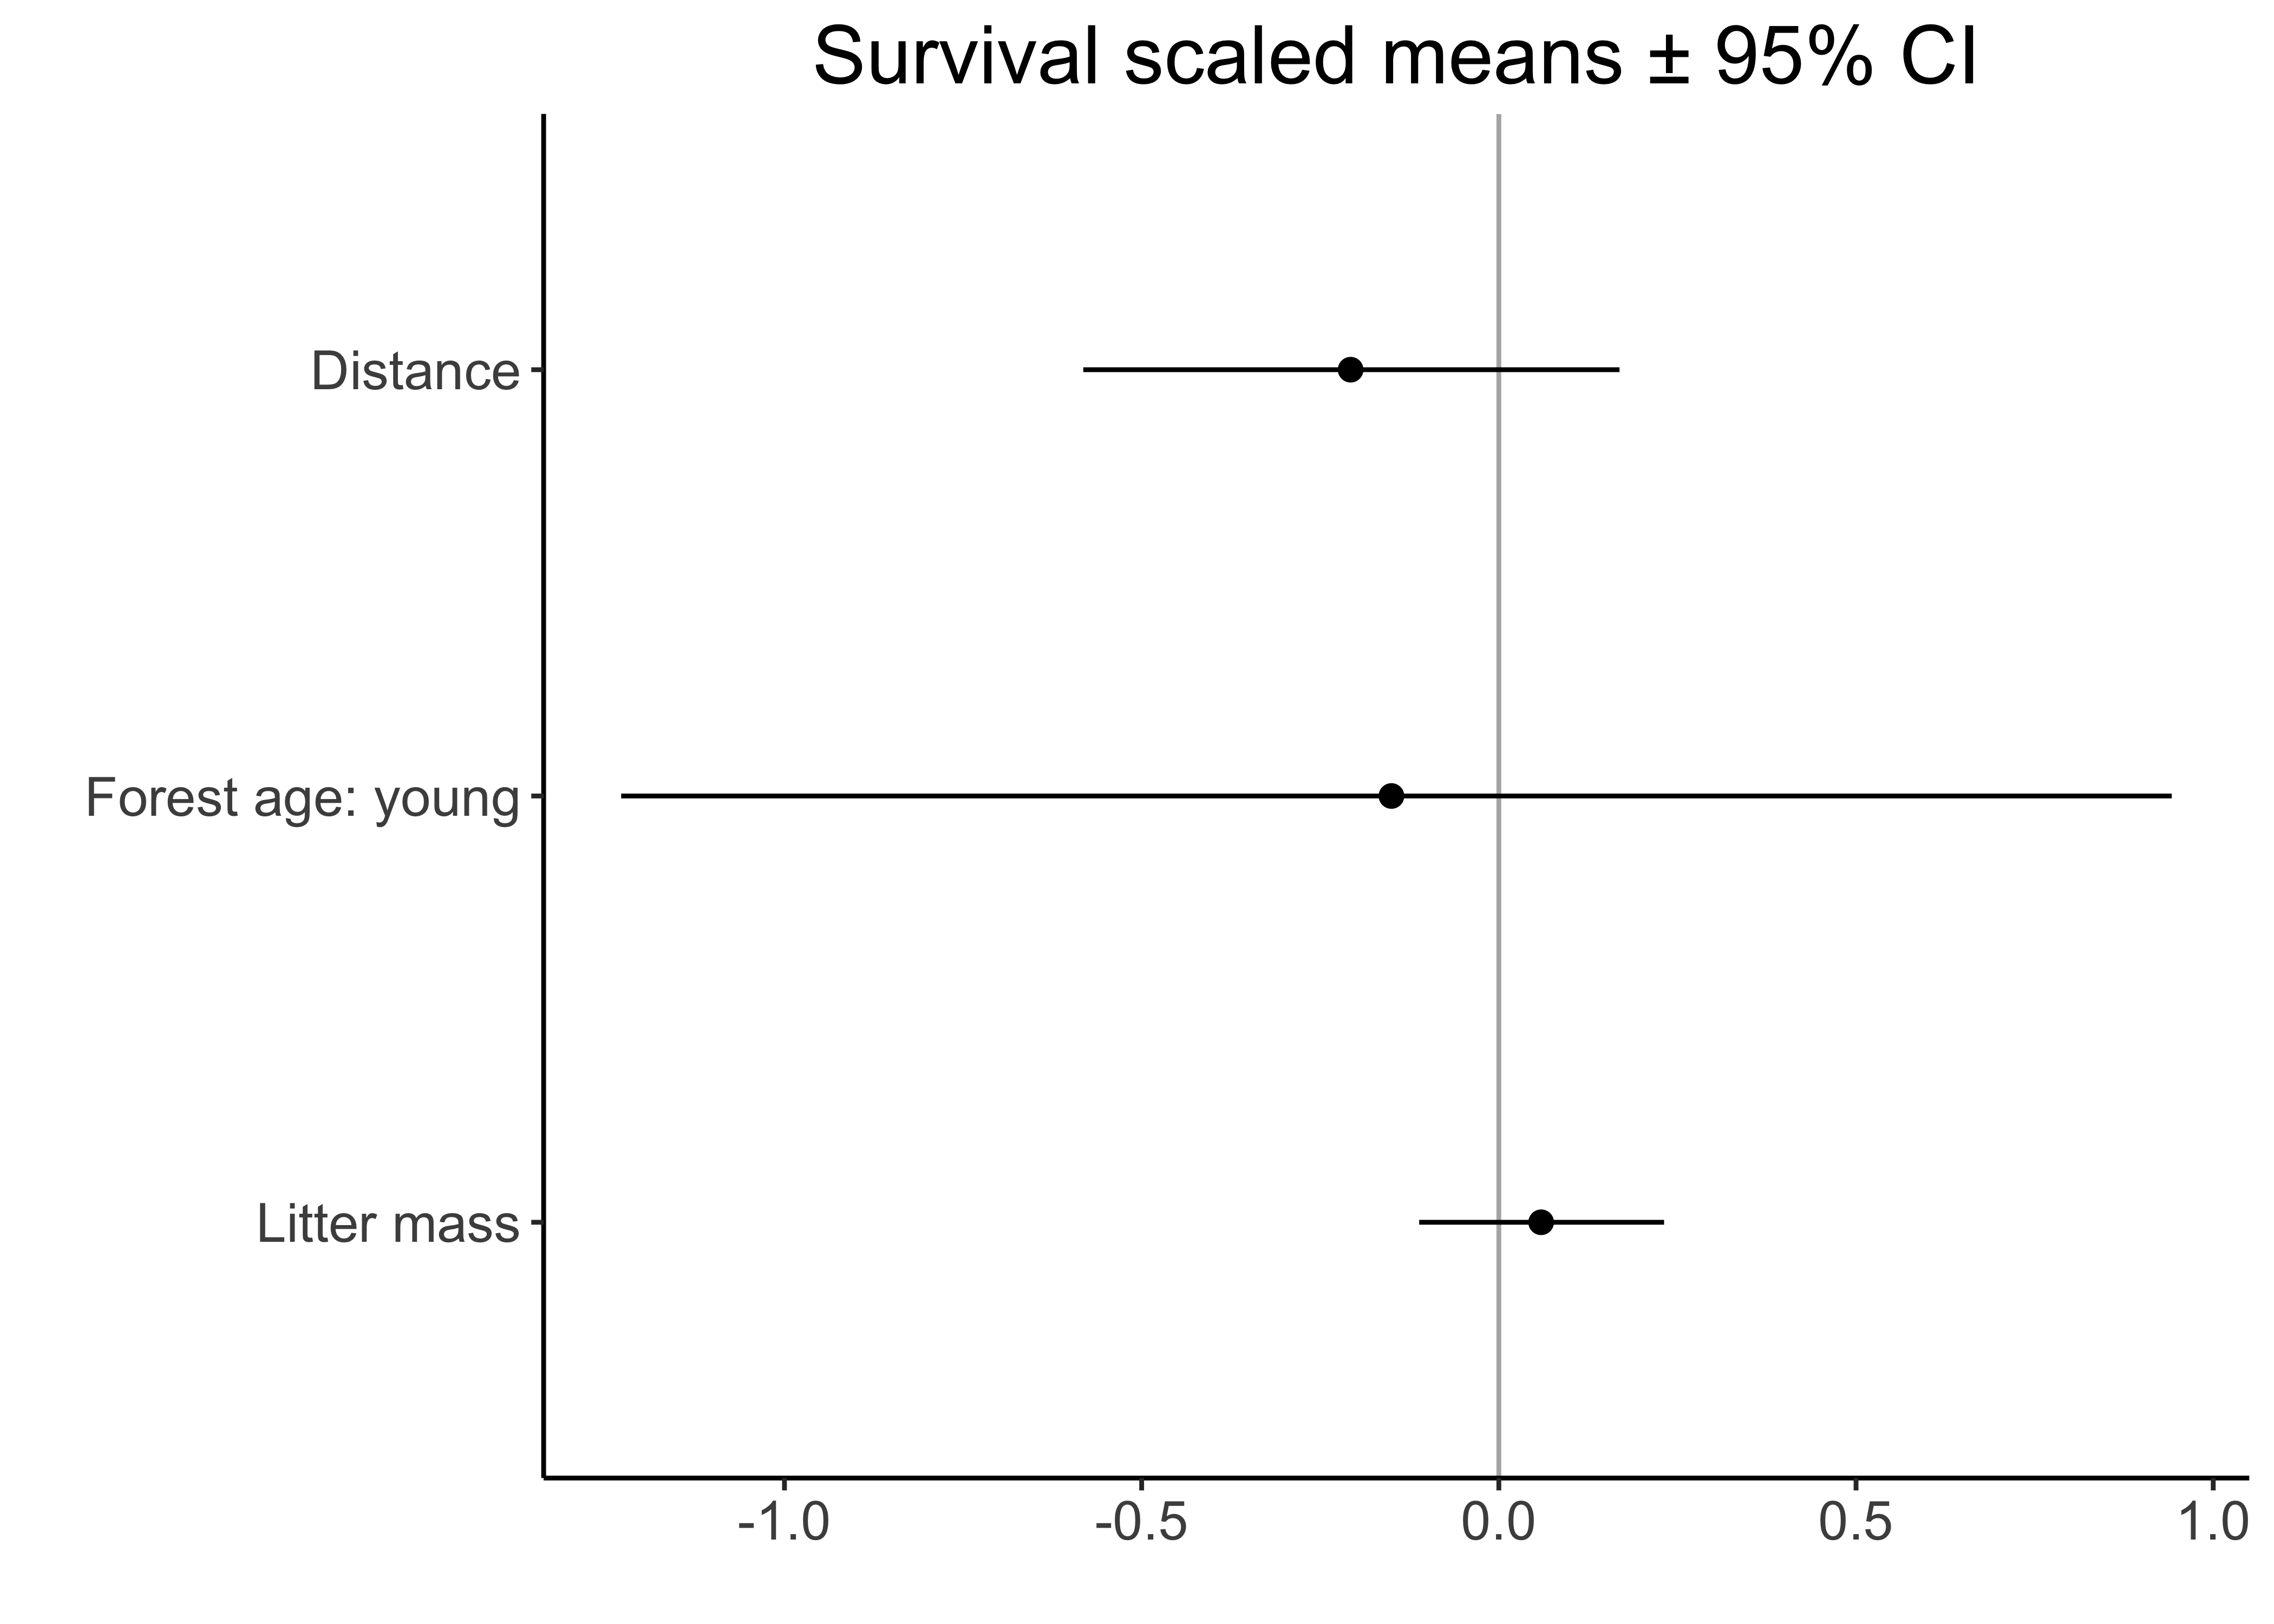 Survival scaled means ± 95% CI
Distance
Forest age: young
Litter mass
-1.0 -0.5 0.0 0.5 1.0